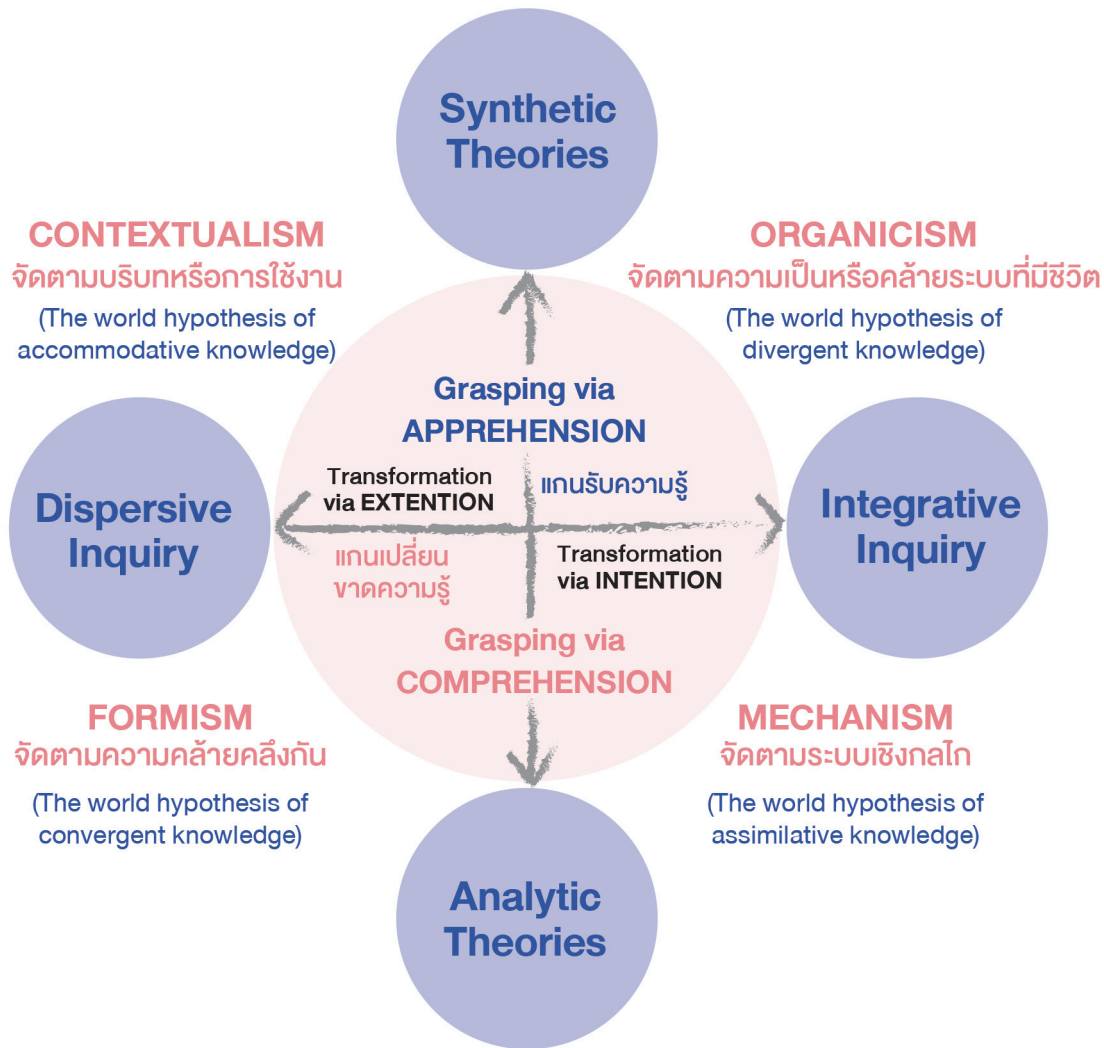 Synthetic
Theories
CONTEXTUALISM
จัดตามบริบทหรือการใช้งาน
(The world hypothesis of
accommodative knowledge)
ORGANICISM
จัดตามความเป็นหรือคล้ายระบบที่มีชีวิต
(The world hypothesis of
divergent knowledge)
Grasping via
APPREHENSION
Dispersive
Inquiry
Transformation
via EXTENTION
แกนรับความรู้
แกนเปลี่ยน
ขาดความรู้
Transformation
via INTENTION
Integrative
Inquiry
Grasping via
COMPREHENSION
FORMISM
จัดตามความคล้ายคลึงกัน
(The world hypothesis of
convergent knowledge)
MECHANISM
จัดตามระบบเชิงกลไก
(The world hypothesis of
assimilative knowledge)
Analytic
Theories